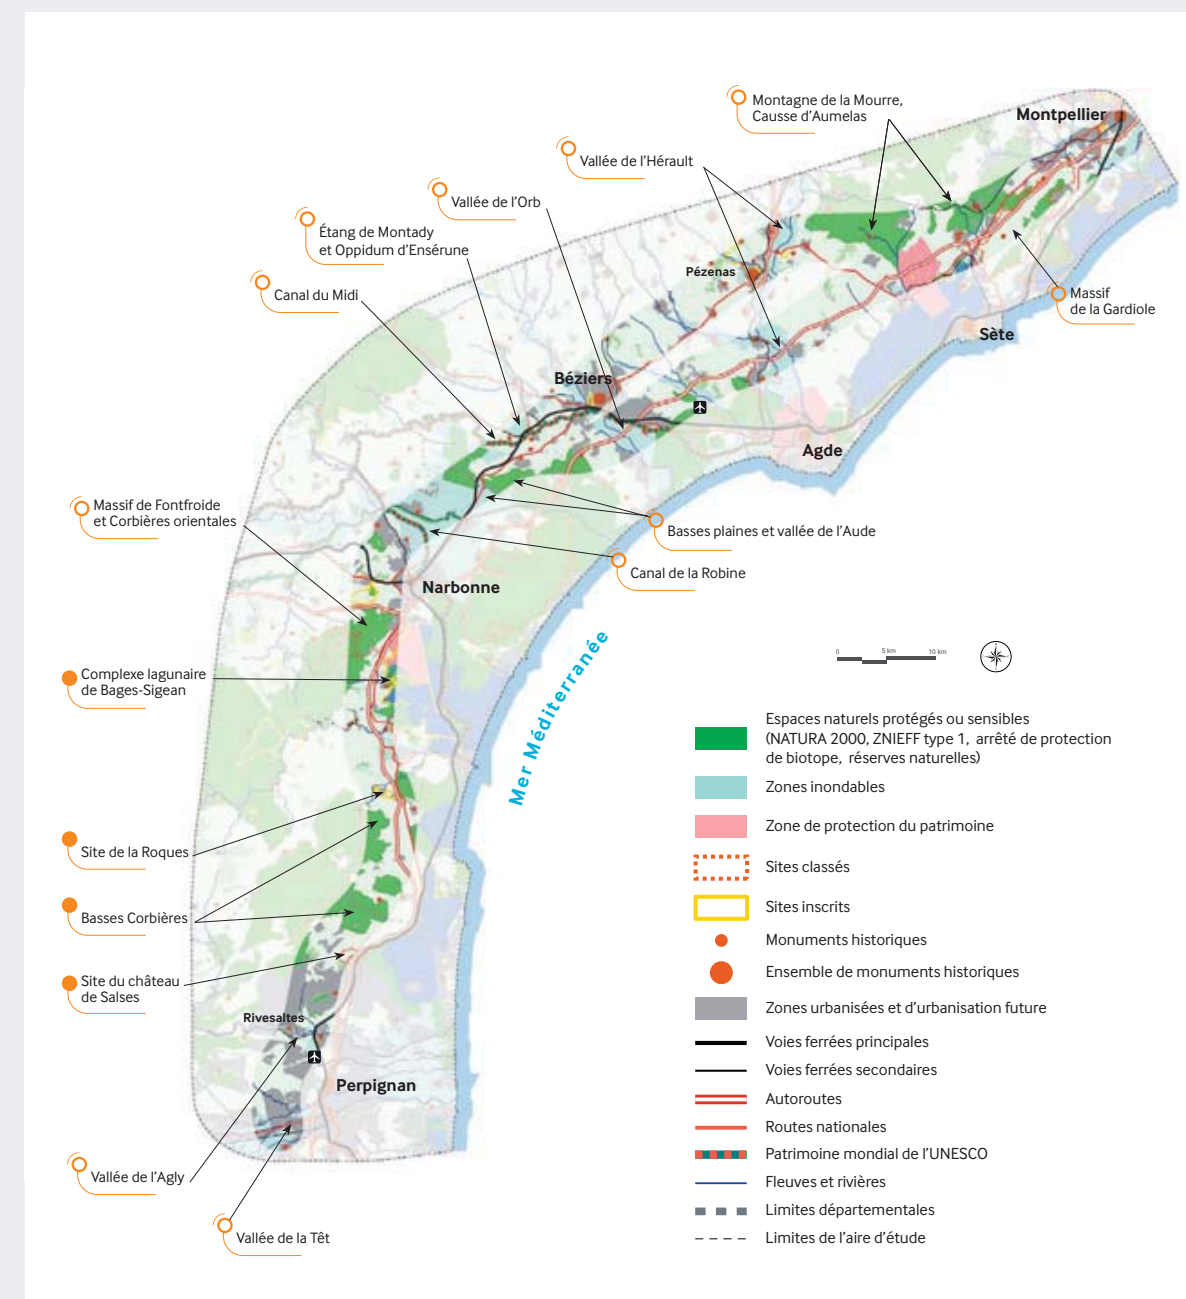 Montagne de la Mourre,
Causse d'Aumelas
Montpellier
Vallée de l'Hérault
Vallée de l'Orb
Étang de Montady
et Oppidum d'Ensérune
Pézenas
Canal du Midi
Massif
de la Gardiole
Sète
Béziers
Agde
Massif de Fontfroide
et Corbières orientales
Basses plaines et vallée de l'Aude
Canal de la Robine
Narbonne
Mer Méditerranée
0 5 km 10 km
Complexe lagunaire
de Bages-Sigean
Site de la Roques
Basses Corbières
Site du château
de Salses
Rivesaltes
Perpignan
Vallée de l'Agly
Vallée de la Têt
Espaces naturels protégés ou sensibles
(NATURA 2000, ZNIEFF type 1, arrêté de protection
de biotope, réserves naturelles)
Zones inondables
Zone de protection du patrimoine
Sites classés
Sites inscrits
Monuments historiques
Ensemble de monuments historiques
Zones urbanisées et d'urbanisation future
Voies ferrées principales
Voies ferrées secondaires
Autoroutes
Routes nationales
Patrimoine mondial de l'UNESCO
Fleuves et rivières
Limites départementales
Limites de l'aire d'étude